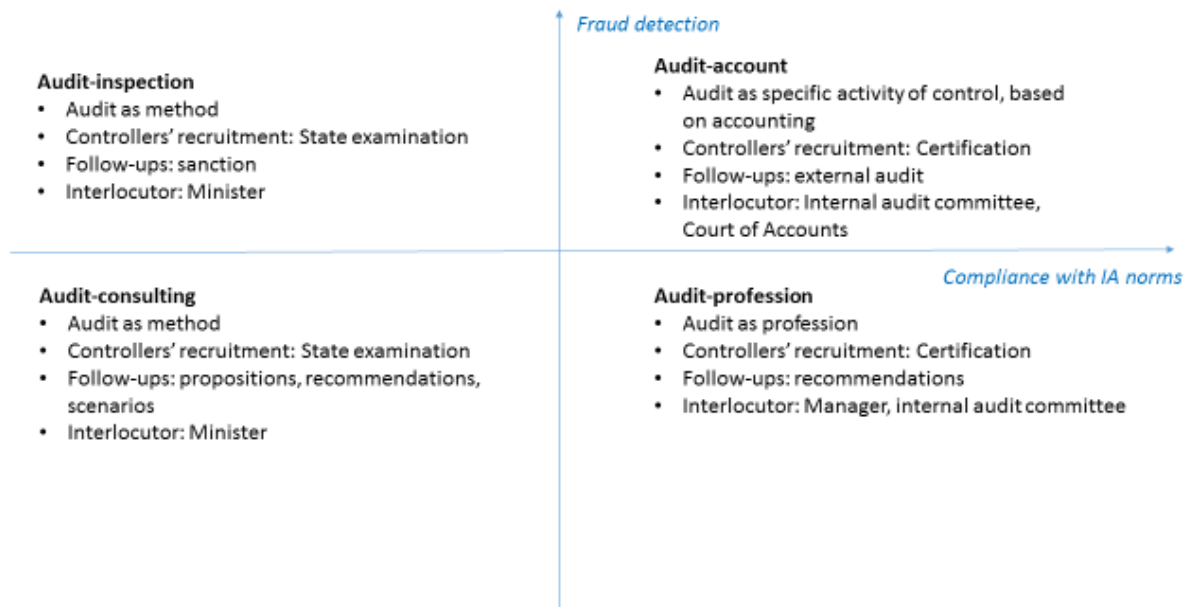 Fraud detection
Audit-inspection
• Audit as method
• Controllers' recruitment: State examination
• Follow-ups: sanction
• Interlocutor: Minister
Audit-account
• Audit as specific activity of control, based
on accounting
• Controllers' recruitment: Certification
• Follow-ups: external audit
• Interlocutor: Internal audit committee,
Court of Accounts
Compliance with IA norms
Audit-consulting
• Audit as method
• Controllers' recruitment: State examination
• Follow-ups: propositions, recommendations,
scenarios
• Interlocutor: Minister
Audit-profession
• Audit as profession
• Controllers' recruitment: Certification
• Follow-ups: recommendations
• Interlocutor: Manager, internal audit committee